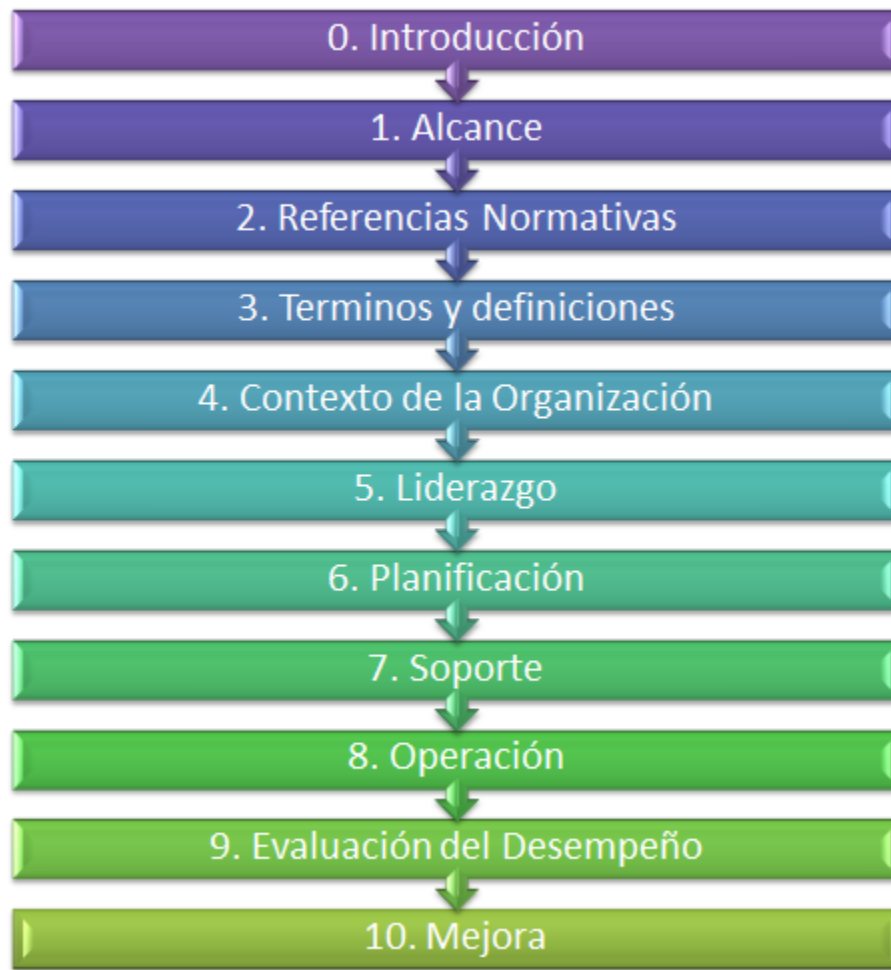 0. Introducción
1. Alcance
2. Referencias Normativas
3. Terminos y definiciones
4. Contexto de la Organización
5. Liderazgo
6. Planificación
7. Soporte
8. Operación
9. Evaluación del Desempeño
10. Mejora